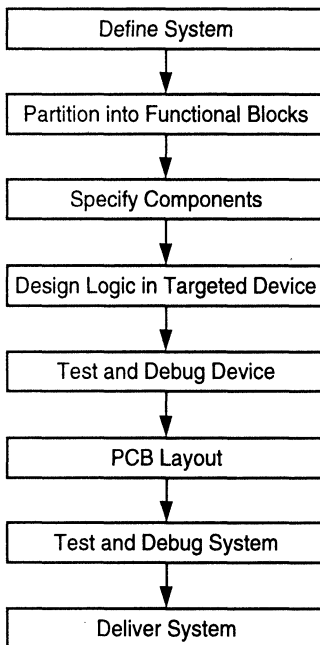 Define System
Partition into Functional Blocks
Specify Components
Design Logic in Targeted Device
Test and Debug Device
PCB Layout
Test and Debug System
Deliver System